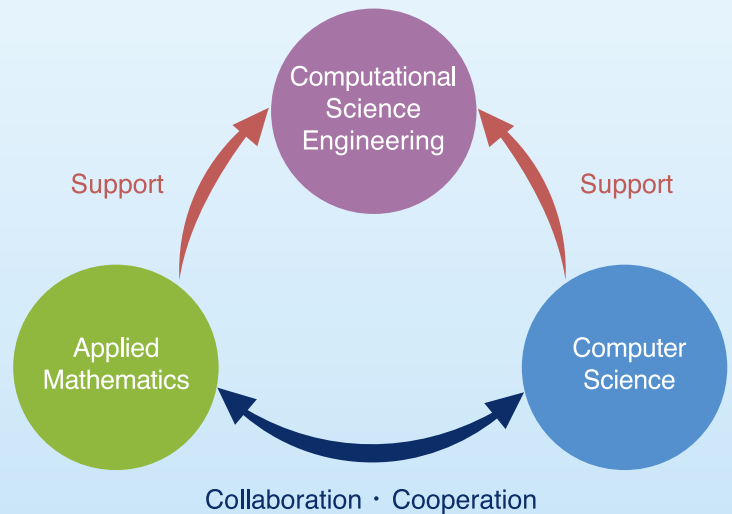 Computational
Science
Engineering
Support
Support
Applied
Mathematics
Computer
Science
Collaboration・Cooperation